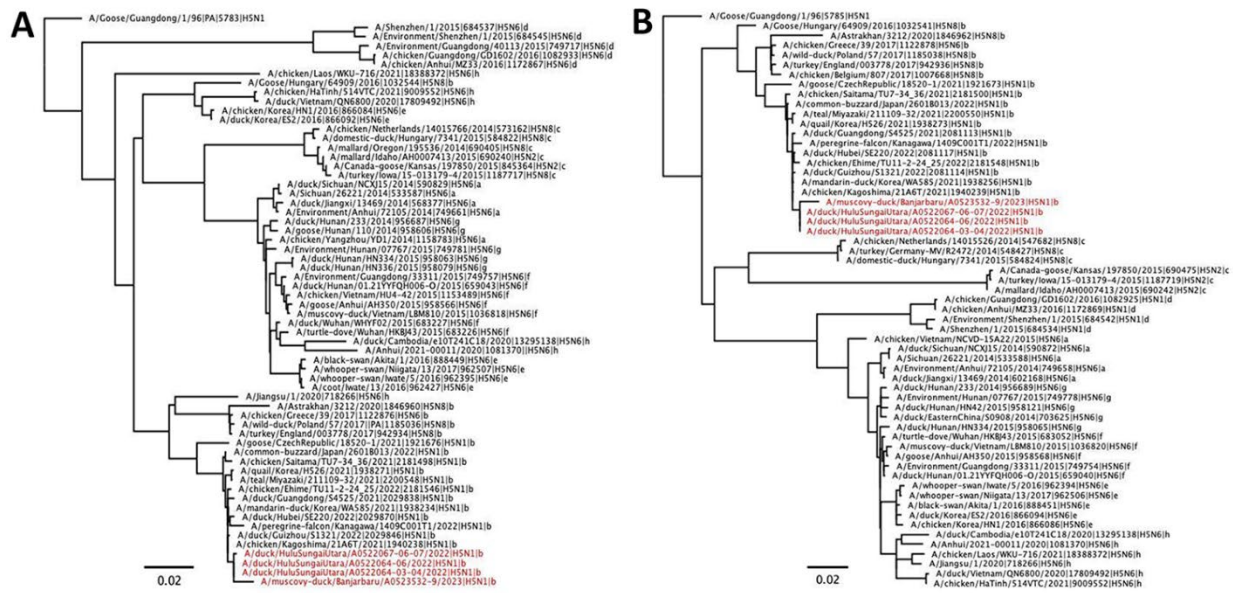 A
A/Goose/Guangdong/1/96|PA|5783|H5N1
A/Shenzhen/1/2015|684537|H5N6|d
A/Environment/Shenzhen/1/2015|684545|H5N6|d
A/Environment/Guangdong/40113/2015|749717|H5N6|d
A/chicken/Guangdong/GD1602/2016|1082933|H5N6|d
A/chicken/Anhui/MZ33/2016|1172867|H5N6|d
A/chicken/Laos/WKU-716/2021|18388372|H5N6|h
A/Goose/Hungary/64909/2016|1032544|H5N8|b
A/chicken/HaTinh/514VTC/2021|9009552|H5N6|h
A/duck/Vietnam/QN6800/2020|17809492|H5N6|h
A/chicken/Korea/HN1/2016|866084|H5N6|e
A/duck/Korea/ES2/2016|866092|H5N6|e
A/chicken/Netherlands/14015766/2014|573162|H5N8|c
A/domestic-duck/Hungary/7341/2015|584822|H5N8|c
A/mallard/Oregon/195536/2014|690405|H5N8|c
A/mallard/Idaho/AH0007413/2015|690240|H5N2|c
A/Canada-goose/Kansas/197850/2015|845364|H5N2|c
A/turkey/Iowa/15-013179-4/2015|1187717|H5N8|c
A/duck/Sichuan/NCXJ15/2014|590829|H5N6|a
A/Sichuan/26221/2014|533587|H5N6|a
A/duck/Jiangxi/13469/2014|568377|H5N6|a
A/Environment/Anhui/72105/2014|749661|H5N6|a
A/duck/Hunan/233/2014|956687|H5N6|g
A/goose/Hunan/110/2014|958606|H5N6|g
A/chicken/Yangzhou/YD1/2014|1158783|H5N6|a
A/Environment/Hunan/07767/2015|749781|H5N6|g
A/duck/Hunan/HN334/2015|958063|H5N6|g
A/duck/Hunan/HN336/2015|958079|H5N6|g
A/Environment/Guangdong/33311/2015|749757|H5N6|f
A/duck/Hunan/01.21YYFQH006-O/2015|659043|H5N6|f
A/chicken/Vietnam/HU4-42/2015|1153489|H5N6|f
A/goose/Anhui/AH350/2015|958566|H5N6|f
A/muscovy-duck/Vietnam/LBM810/2015|1036818|H5N6|f
A/duck/Wuhan/WHYF02/2015|683227|H5N6|f
A/turtle-dove/Wuhan/HKBJ43/2015|683226|H5N6|f
A/duck/Cambodia/e10T241C18/2020|13295138|H5N6|h
A/Anhui/2021-00011/2020|1081370||H5N6|h
A/black-swan/Akita/1/2016|888449|H5N6|e
A/whooper-swan/Niigata/13/2017|962507|H5N6|e
A/whooper-swan/Iwate/5/2016|962395|H5N6|e
A/coot/Iwate/13/2016|962427|H5N6|e
A/Jiangsu/1/2020|718266|H5N6|h
A/Astrakhan/3212/2020|1846960|H5N8|b
A/chicken/Greece/39/2017|1122876|H5N6|b
A/wild-duck/Poland/57/2017||PA|1185036|H5N8|b
A/turkey/England/003778/2017|942934|H5N8|b
A/goose/CzechRepublic/18520-1/2021|1921676|H5N1|b
A/common-buzzard/Japan/2601B013/2022|H5N1|b
A/chicken/Saitama/TU7-34_36/2021|2181498|H5N1|b
A/quail/Korea/H526/2021|1938271|H5N1|b
A/teal/Miyazaki/211109-32/2021|2200548|H5N1|b
A/chicken/Ehime/TU11-2-24_25/2022|2181546|H5N1|b
A/duck/Guangdong/S4525/2021|2029838|H5N1|b
A/mandarin-duck/Korea/WA585/2021|1938234|H5N1|b
A/duck/Hubei/SE220/2022|2029870|H5N1|b
A/peregrine-falcon/Kanagawa/1409C001T1/2022|H5N1|b
A/duck/Guizhou/S1321/2022|2029846|H5N1|b
A/chicken/Kagoshima/21A6T/2021|1940238|H5N1|b
A/duck/HuluSungaiUtara/A0522067-06-07/2022|H5N1|b
A/duck/HuluSungaiUtara/A0522064-06/2022|H5N1|b
A/duck/HuluSungaiUtara/A0522064-03-04/2022|H5N1|b
A/muscovy-duck/Banjarbaru/A0523532-9/2023|H5N1|b
0.02
B
A/Goose/Guangdong/1/96|5785|H5N1
A/Goose/Hungary/64909/2016|1032541|H5N8|b
A/Astrakhan/3212/2020|1846962|H5N8|b
A/chicken/Greece/39/2017|1122878|H5N6|b
A/wild-duck/Poland/57/2017|1185038|H5N8|b
A/turkey/England/003778/2017|942936|H5N8|b
A/chicken/Belgium/807/2017|1007668|H5N8|b
A/goose/CzechRepublic/18520-1/2021|1921673|H5N1|b
A/chicken/Saitama/TU7-34_36/2021|2181500|H5N1|b
A/common-buzzard/Japan/2601B013/2022|H5N1|b
A/teal/Miyazaki/211109-32/2021|2200550|H5N1|b
A/quail/Korea/H526/2021|1938273|H5N1|b
A/duck/Guangdong/S4525/2021|2081113|H5N1|b
A/peregrine-falcon/Kanagawa/1409C001T1/2022|H5N1|b
A/duck/Hubei/SE220/2022|2081117|H5N1|b
A/chicken/Ehime/TU11-2-24_25/2022|2181548|H5N1|b
A/duck/Guizhou/S1321/2022|2081114|H5N1|b
A/mandarin-duck/Korea/WA585/2021|1938256|H5N1|b
A/chicken/Kagoshima/21A6T/2021|1940239|H5N1|b
A/muscovy-duck/Banjarbaru/A0523532-9/2023|H5N1|b
A/duck/HuluSungaiUtara/A0522067-06-07/2022|H5N1|b
A/duck/HuluSungaiUtara/A0522064-06/2022|H5N1|b
A/duck/HuluSungaiUtara/A0522064-03-04/2022|H5N1|b
A/chicken/Netherlands/14015526/2014|547682|H5N8|c
A/turkey/Germany-MV/R2472/2014|548427|H5N8|c
A/domestic-duck/Hungary/7341/2015|584824|H5N8|c
A/Canada-goose/Kansas/197850/2015|690475|H5N2|c
A/turkey/Iowa/15-013179-4/2015|1187719|H5N2|c
A/mallard/Idaho/AH0007413/2015|690242|H5N2|c
A/chicken/Guangdong/GD1602/2016|1082925|H5N1|d
A/chicken/Anhui/MZ33/2016|1172869|H5N1|d
A/Environment/Shenzhen/1/2015|684542|H5N1|d
A/Shenzhen/1/2015|684534|H5N1|d
A/chicken/Vietnam/NCVD-15A22/2015|H5N6|a
A/duck/Sichuan/NCXJ15/2014|590872|H5N6|a
A/Sichuan/26221/2014|533588|H5N6|a
A/Environment/Anhui/72105/2014|749658|H5N6|a
A/duck/Jiangxi/13469/2014|602168|H5N6|a
A/duck/Hunan/233/2014|956689|H5N6|g
A/Environment/Hunan/07767/2015|749778|H5N6|g
A/duck/Hunan/HN42/2015|958121|H5N6|g
A/duck/EasternChina/S0908/2014|703625|H5N6|g
A/duck/Hunan/HN334/2015|958065|H5N6|g
A/turtle-dove/Wuhan/HKBJ43/2015|683052|H5N6|f
A/muscovy-duck/Vietnam/LBM810/2015|1036820|H5N6|f
A/goose/Anhui/AH350/2015|958568|H5N6|f
A/Environment/Guangdong/33311/2015|749754|H5N6|f
A/duck/Hunan/01.21YYFQH006-O/2015|659040|H5N6|f
A/whooper-swan/Iwate/5/2016|962394|H5N6|e
A/whooper-swan/Niigata/13/2017|962506|H5N6|e
A/black-swan/Akita/1/2016|888451|H5N6|e
A/duck/Korea/ES2/2016|866094|H5N6|e
A/chicken/Korea/HN1/2016|866086|H5N6|e
A/duck/Cambodia/e10T241C18/2020|13295138|H5N6|h
A/Anhui/2021-00011/2020|1081370|H5N6|h
A/chicken/Laos/WKU-716/2021|18388372|H5N6|h
A/Jiangsu/1/2020|718266|H5N6|h
A/duck/Vietnam/QN6800/2020|17809492|H5N6|h
A/chicken/HaTinh/514VTC/2021|9009552|H5N6|h
0.02